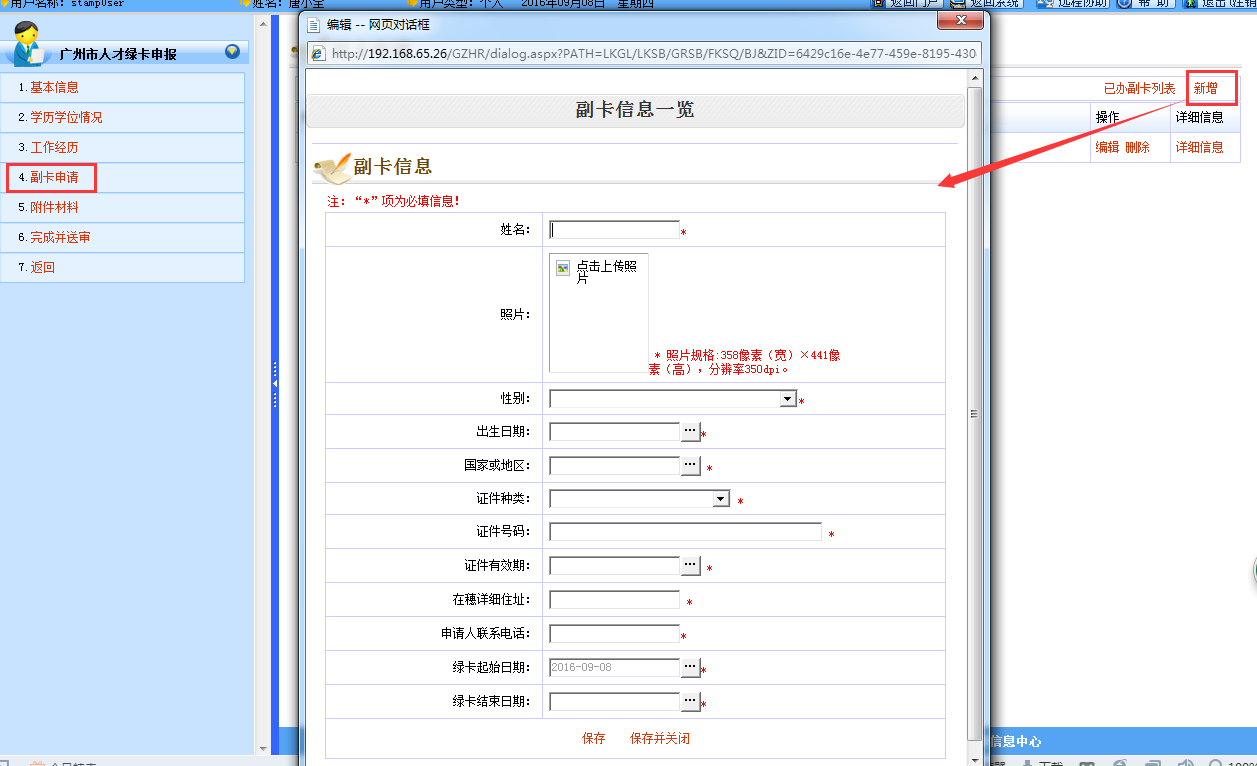 用户名称: stampUser
姓名: 唐小宝
用户类型: 个人
2016年09月08日 星期四
返回门户
返回系统
远程协助
帮 助
编辑 -- 网页对话框
http://192.168.65.26/GZHR/dialog.aspx?PATH=LKGL/LKSB/GRSB/FKSQ/BJ&ZID=6429c16e-4e77-459e-8195-430
广州市人才绿卡申报
1.基本信息
2.学历学位情况
3.工作经历
4.副卡申请
5.附件材料
6.完成并送审
7.返回
已办副卡列表 新增
操作 详细信息
编辑 删除 详细信息
副卡信息一览
副卡信息
注: “*”项为必填信息!
姓名: *
照片: 点击上传照片
* 照片规格:358像素（宽）×441像
素（高）, 分辨率350dpi。
性别: *
出生日期: ... *
国家或地区: ... *
证件种类: *
证件号码: *
证件有效期: ... *
在穗详细住址: *
申请人联系电话: *
绿卡起始日期: 2016-09-08 ... *
绿卡结束日期: ... *
保存 保存并关闭
信息中心